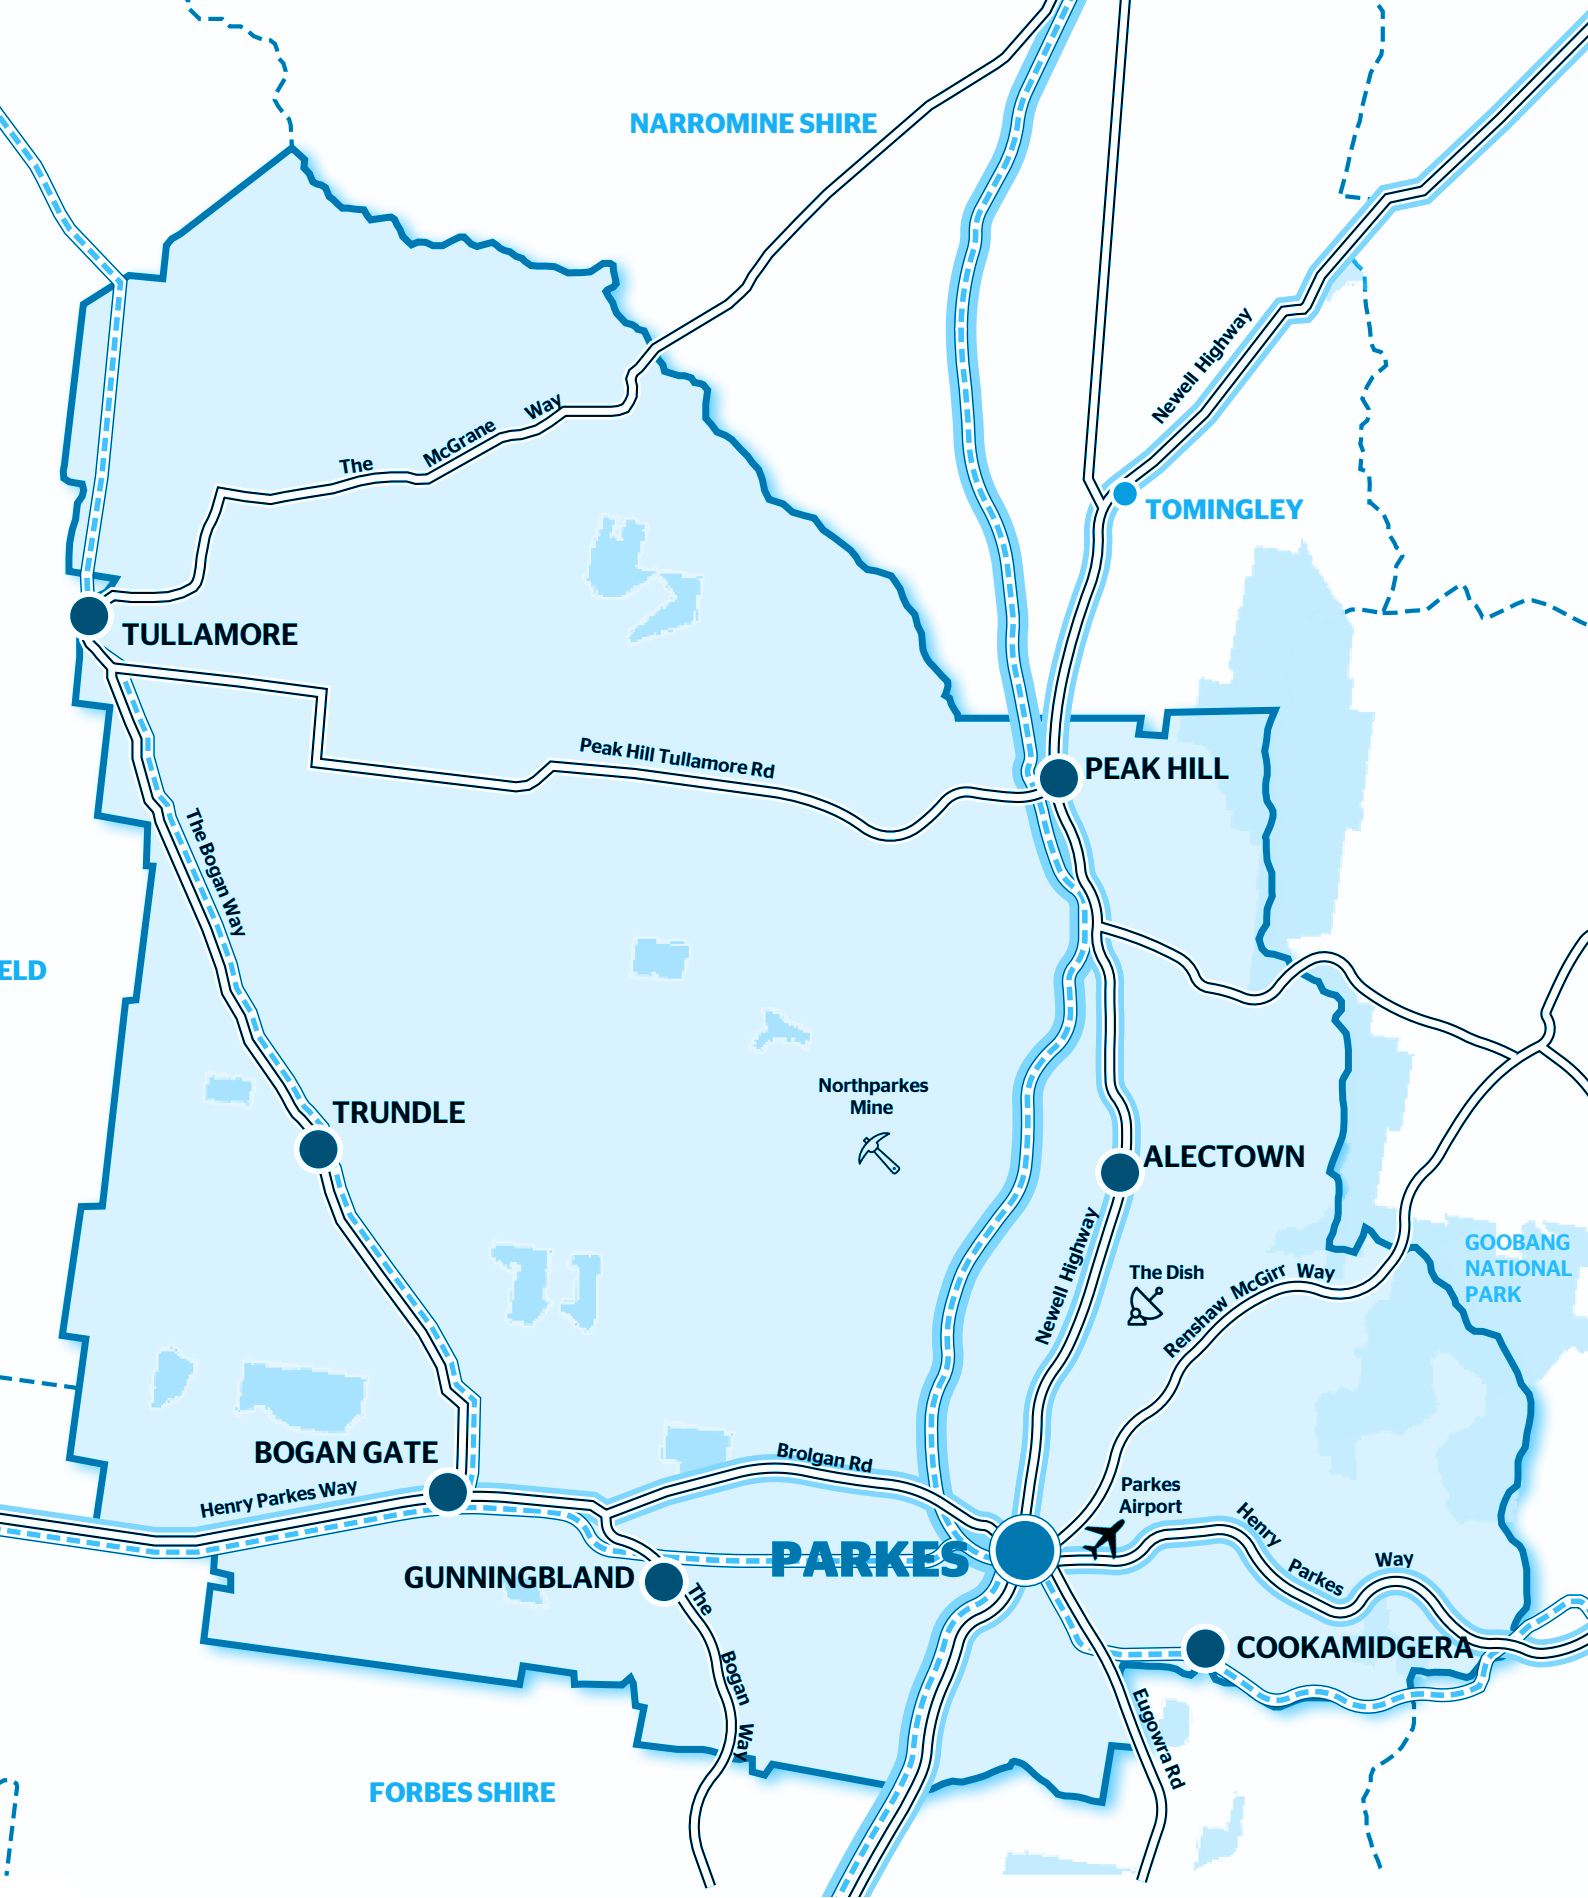 NARROMINE SHIRE
Newell Highway
The McGrane Way
TOMINGLEY
TULLAMORE
Peak Hill Tullamore Rd
PEAK HILL
The Bogan Way
ELD
Northparkes
Mine
TRUNDLE
ALECTOWN
Newell Highway
The Dish
GOOBANG
NATIONAL
PARK
Renshaw McGirr Way
BOGAN GATE
Henry Parkes Way
Brolgan Rd
Parkes
Airport
Henry Parkes Way
PARKES
GUNNINGBLAND
The Bogan Way
COOKAMIDGERA
Eugowra Rd
FORBES SHIRE